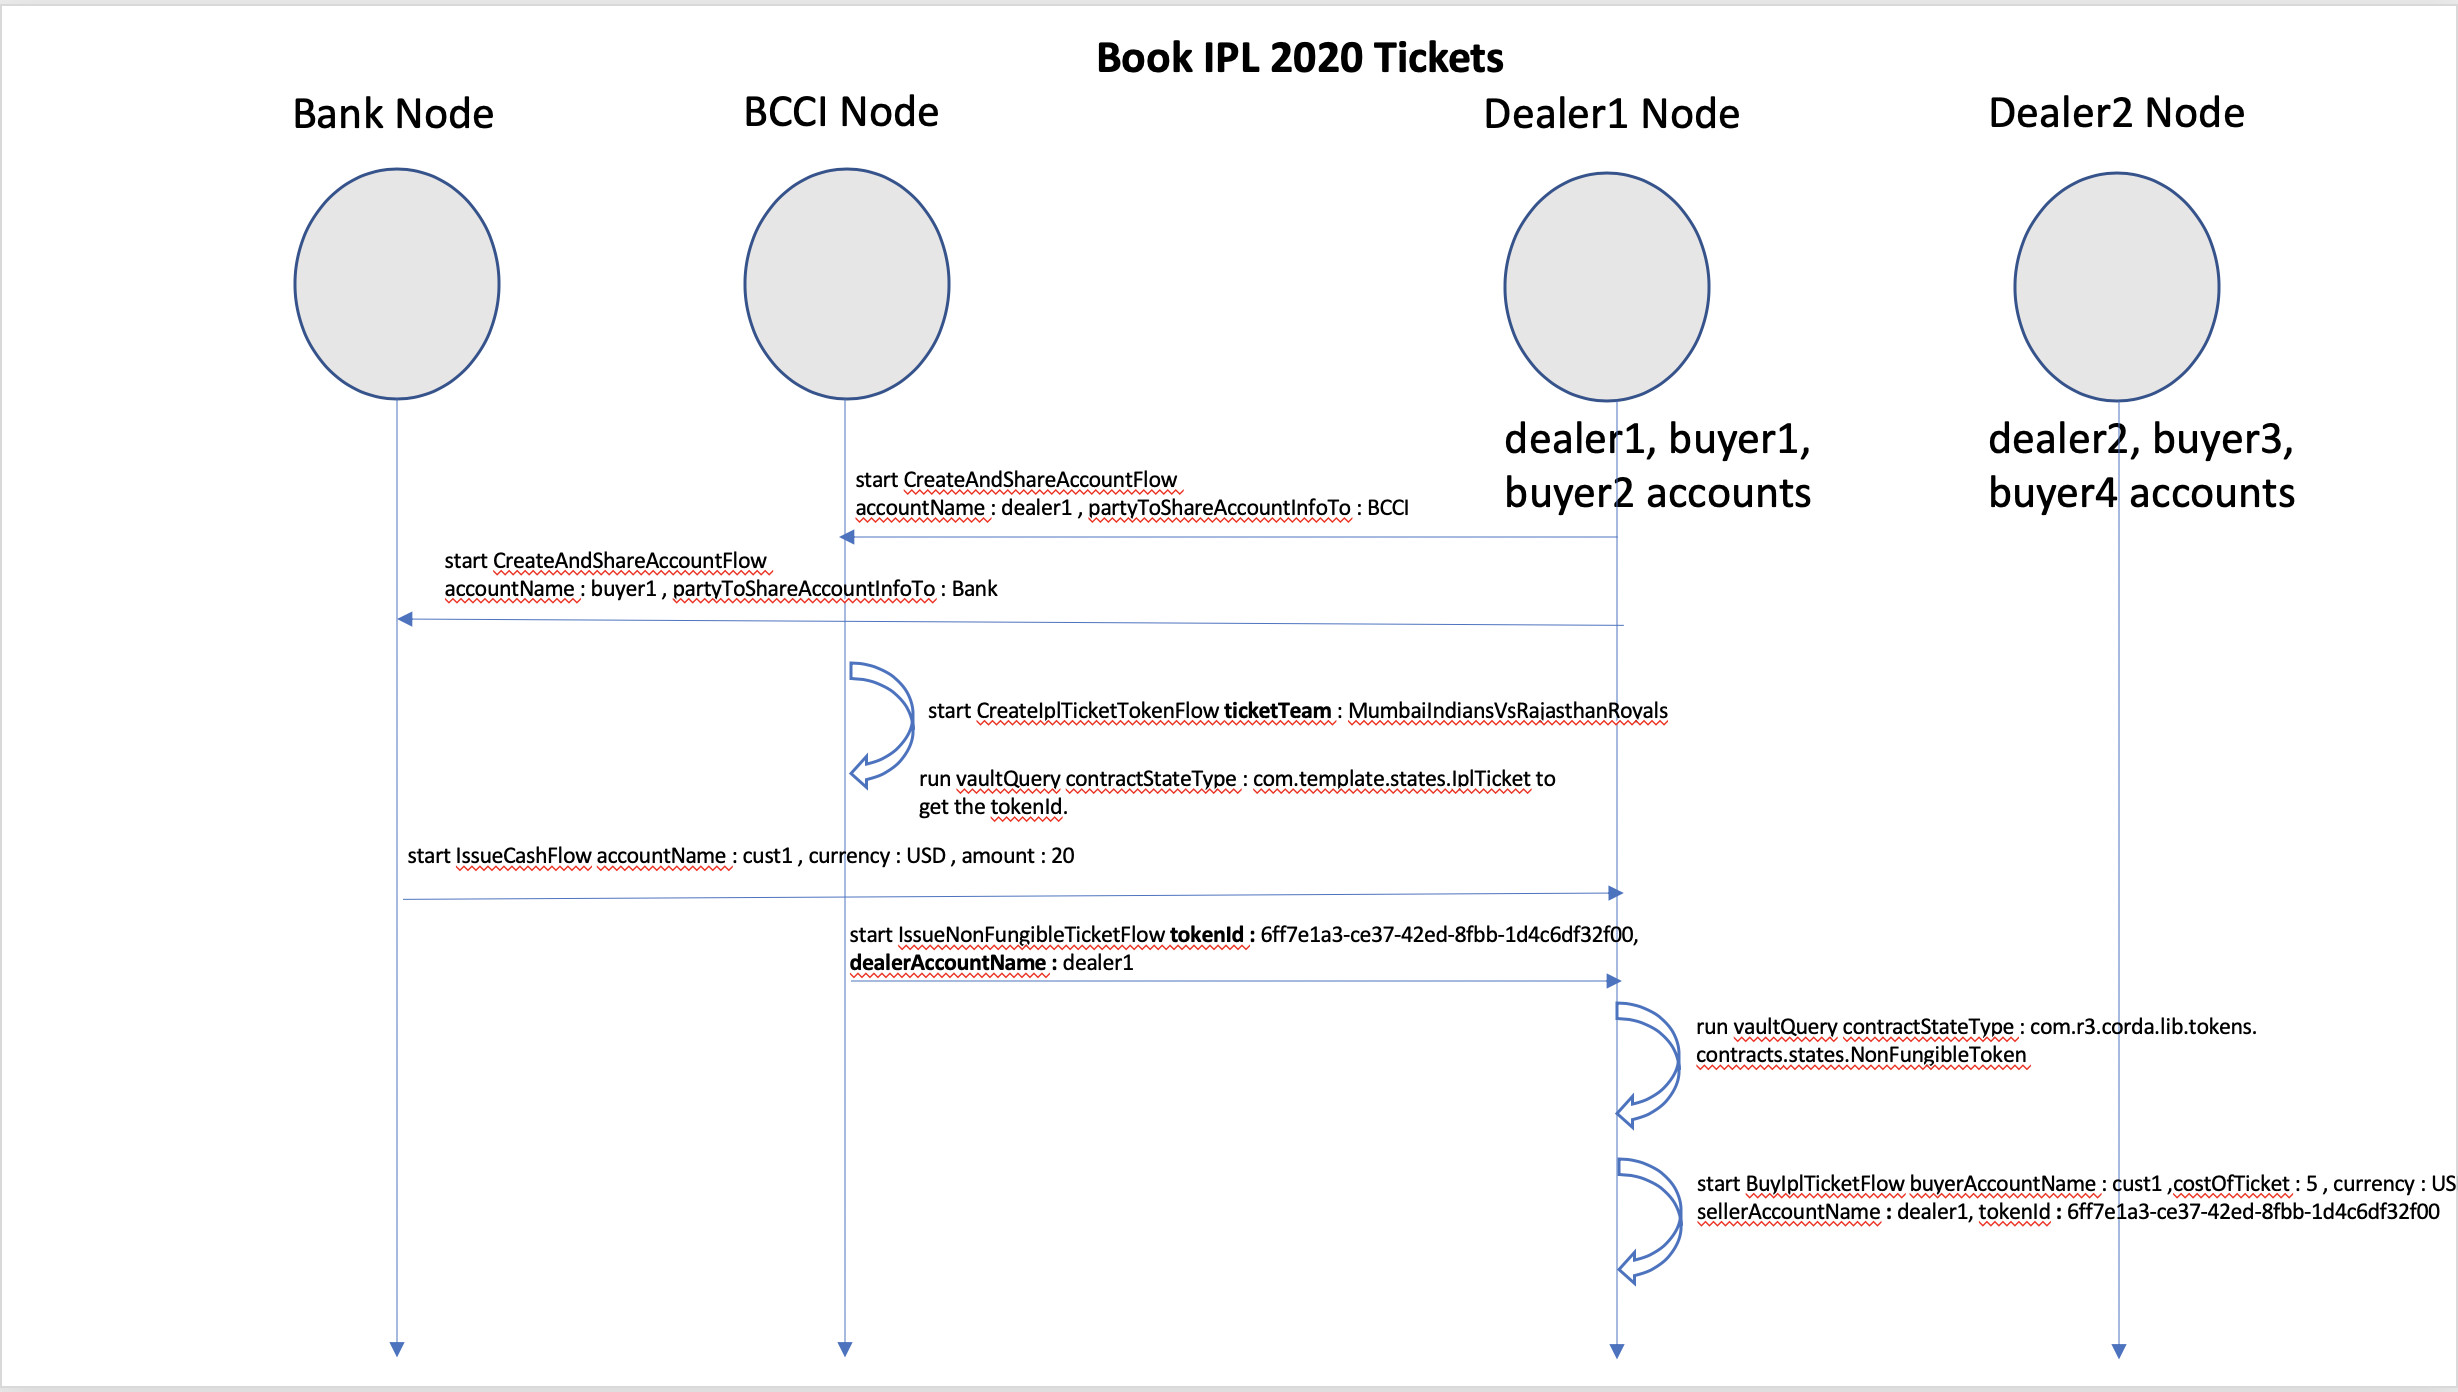 Book IPL 2020 Tickets
Bank Node
BCCI Node
Dealer1 Node
Dealer2 Node
dealer1, buyer1,
buyer2 accounts
dealer2, buyer3,
buyer4 accounts
start CreateAndShareAccountFlow
accountName : dealer1 , partyToShareAccountInfoTo : BCCI
start CreateAndShareAccountFlow
accountName : buyer1 , partyToShareAccountInfoTo : Bank
start CreateIplTicketTokenFlow ticketTeam : MumbaiIndiansVsRajasthanRoyals
run vaultQuery contractStateType : com.template.states.IplTicket to
get the tokenId.
start IssueCashFlow accountName : cust1 , currency : USD , amount : 20
start IssueNonFungibleTicketFlow tokenId : 6ff7e1a3-ce37-42ed-8fbb-1d4c6df32f00,
dealerAccountName : dealer1
run vaultQuery contractStateType : com.r3.corda.lib.tokens.
contracts.states.NonFungibleToken
start BuyIplTicketFlow buyerAccountName : cust1 ,costOfTicket : 5 , currency : US
sellerAccountName : dealer1, tokenId : 6ff7e1a3-ce37-42ed-8fbb-1d4c6df32f00